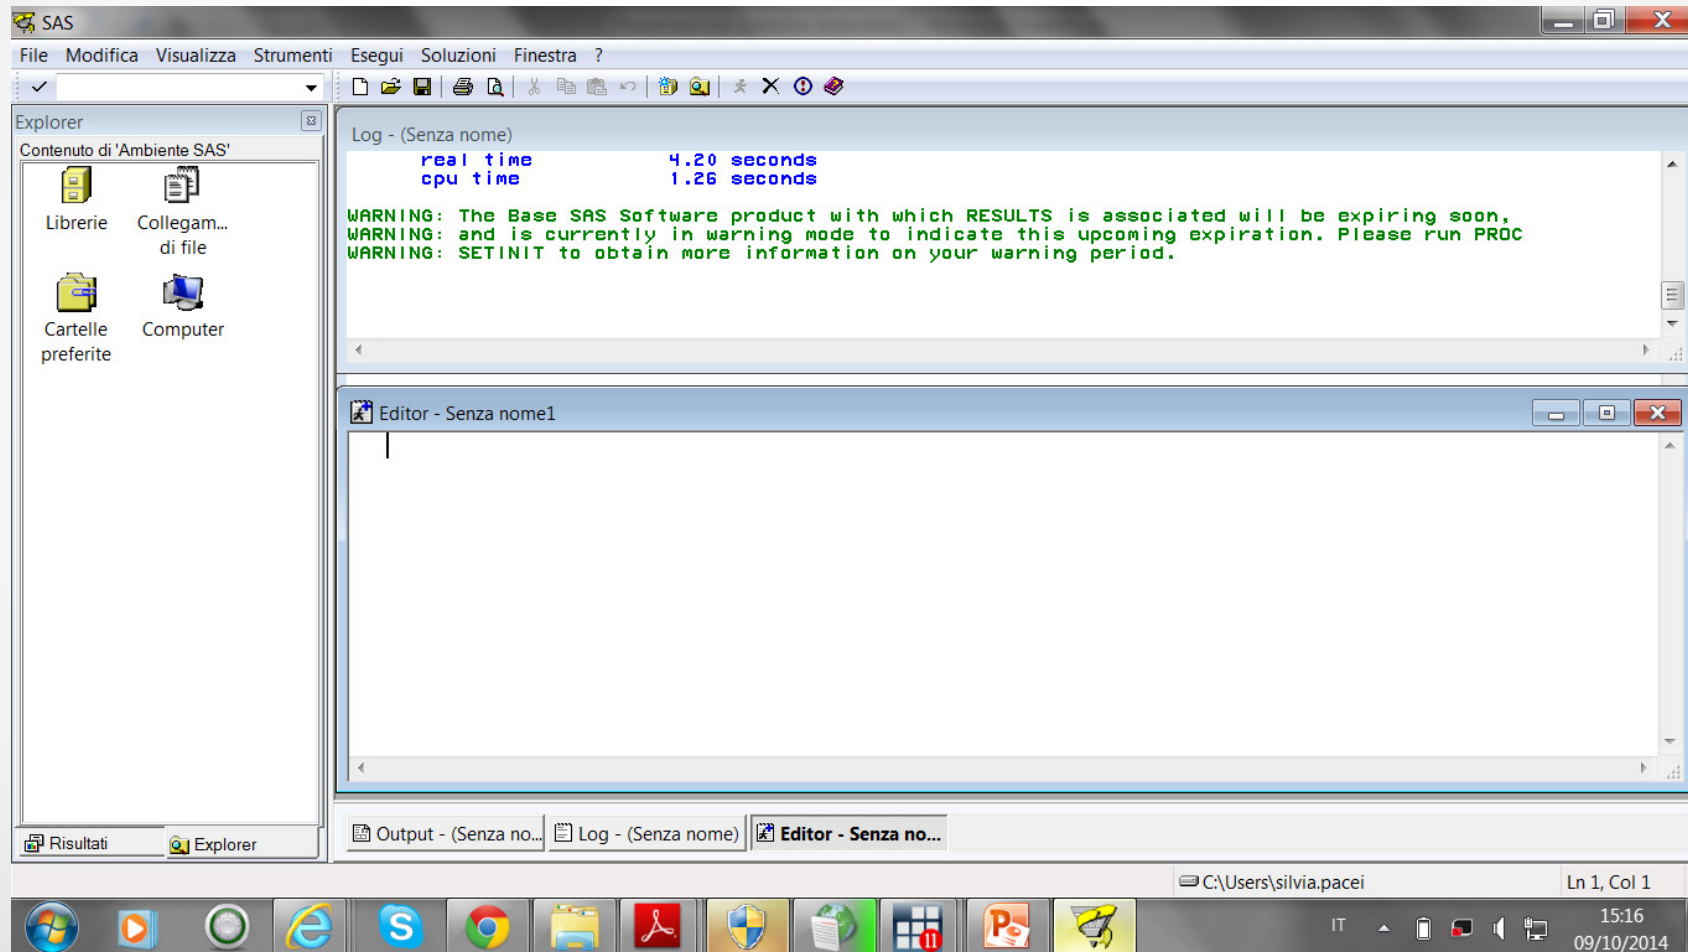 SAS
File Modifica Visualizza Strumenti Esegui Soluzioni Finestra ?
Explorer
Contenuto di 'Ambiente SAS'
Librerie
Collegam...
di file
Cartelle
preferite
Computer
Risultati
Explorer
Log - (Senza nome)
real time 4.20 seconds
cpu time 1.26 seconds
WARNING: The Base SAS Software product with which RESULTS is associated will be expiring soon,
WARNING: and is currently in warning mode to indicate this upcoming expiration. Please run PROC
WARNING: SETINIT to obtain more information on your warning period.
Editor - Senza nome1
Output - (Senza no...
Log - (Senza nome)
Editor - Senza no...
C:\Users\silvia.pacei
Ln 1, Col 1
11
IT
15:16
09/10/2014